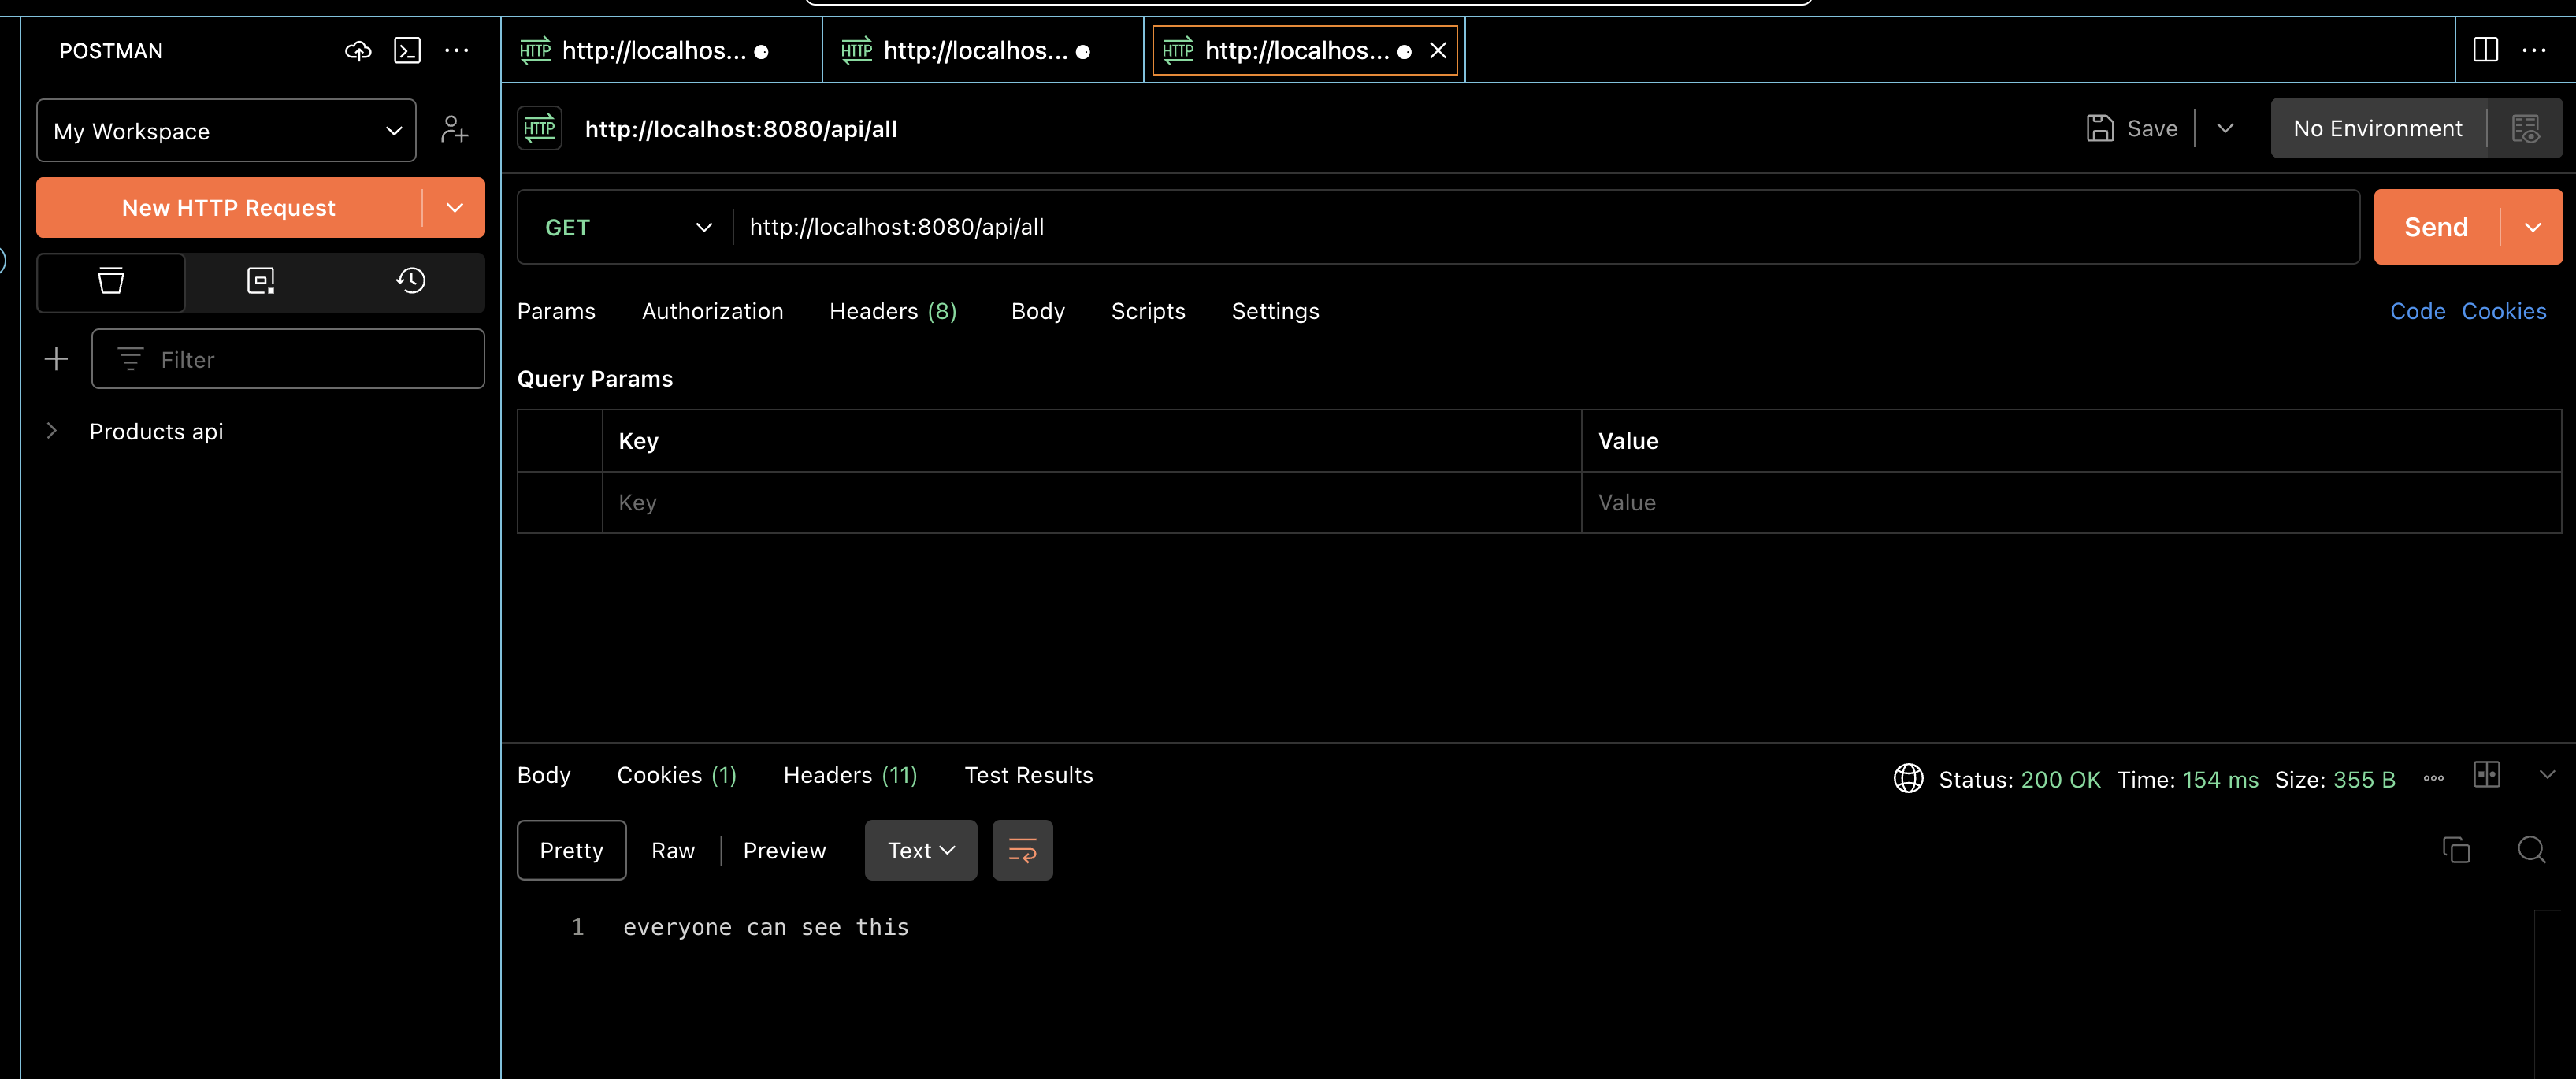 POSTMAN
HTTP http://localhos...
HTTP http://localhos...
HTTP http://localhos...
My Workspace
HTTP http://localhost:8080/api/all
Save
No Environment
New HTTP Request
GET http://localhost:8080/api/all
Send
Params Authorization Headers (8) Body Scripts Settings
Code Cookies
Filter
Query Params
Products api
Key Value
Key Value
Body Cookies (1) Headers (11) Test Results
Status: 200 OK Time: 154 ms Size: 355 B
Pretty Raw Preview Text
1 everyone can see this